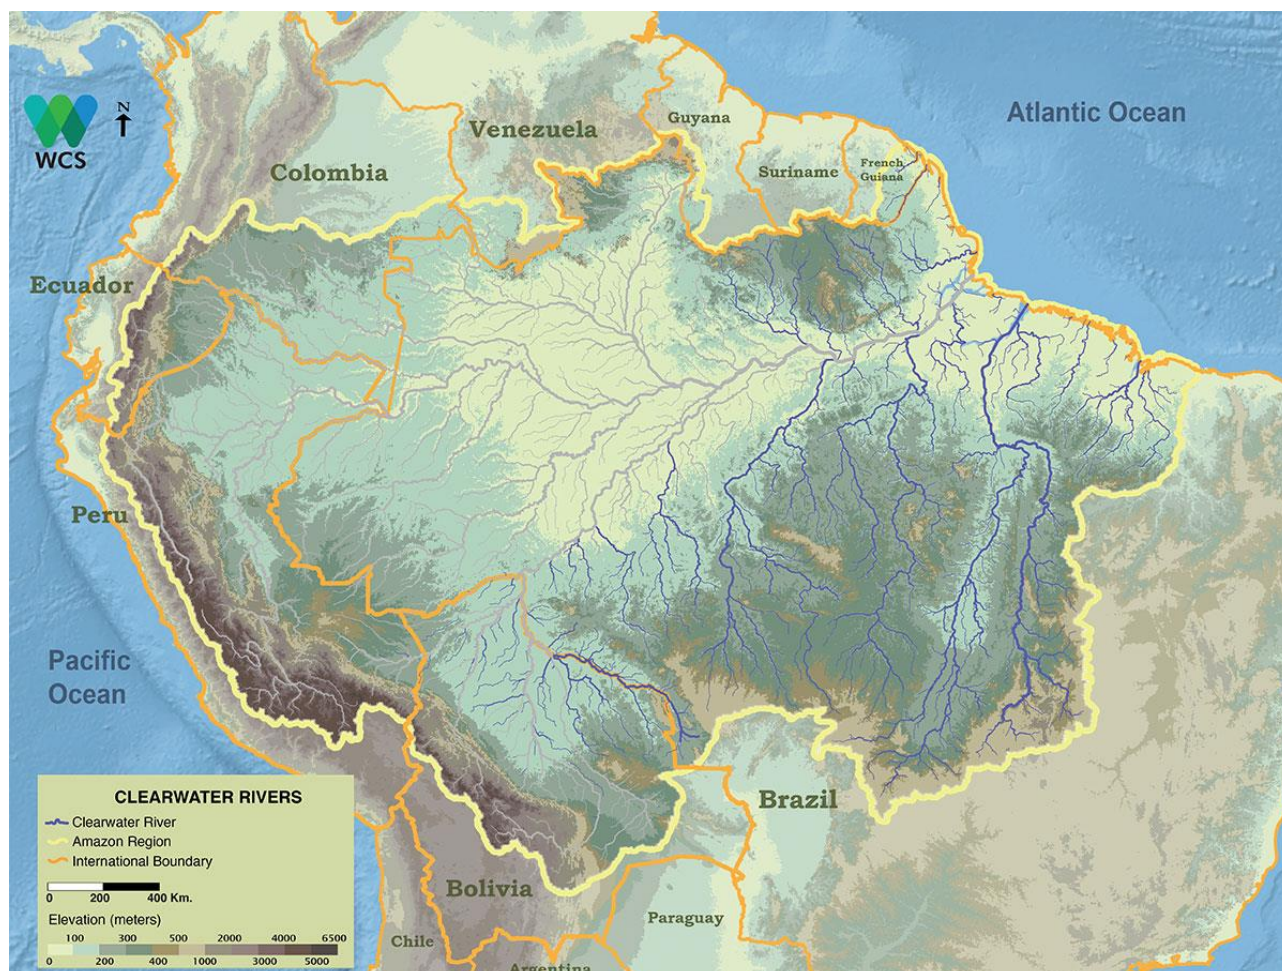 Atlantic Ocean
N
WCS
Venezuela
Guyana
Suriname
French
Guiana
Colombia
Ecuador
Peru
Pacific
Ocean
Brazil
Bolivia
Paraguay
Chile
Argentina
CLEARWATER RIVERS
Clearwater River
Amazon Region
International Boundary
0 200 400 Km.
Elevation (meters)
100 300 500 2000 4000 6500
0 200 400 1000 3000 5000